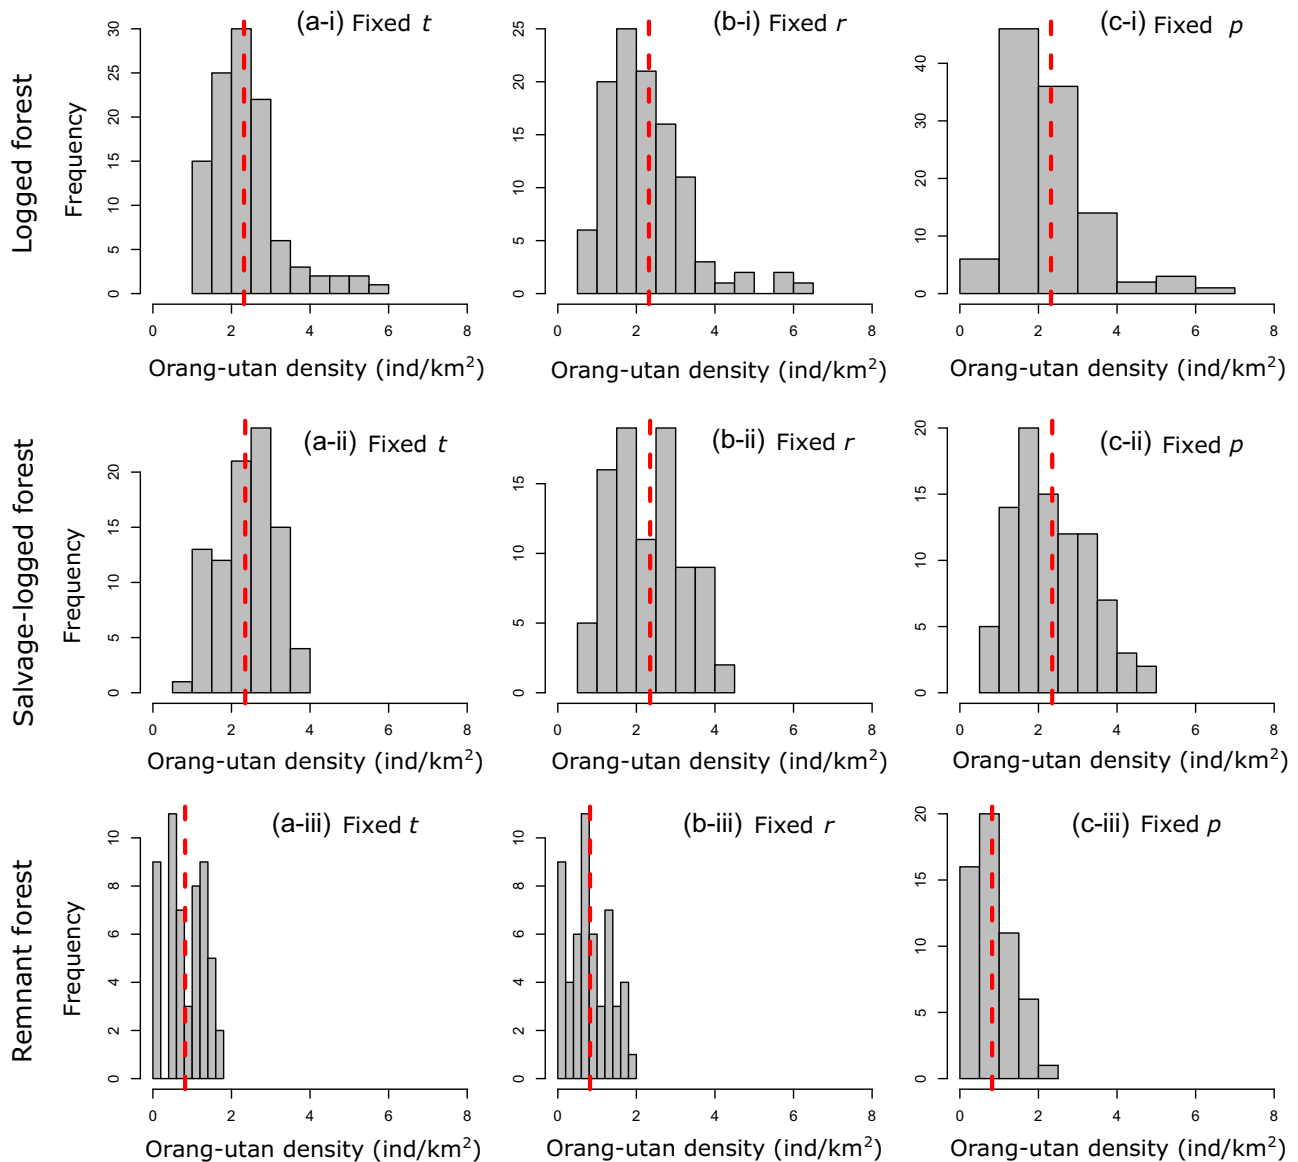 Logged forest
Frequency
(a-i) Fixed t
0 5 10 15 20 25 30
0 2 4 6 8
Orang-utan density (ind/km²)
(b-i) Fixed r
0 5 10 15 20 25
0 2 4 6 8
Orang-utan density (ind/km²)
(c-i) Fixed p
0 10 20 30 40
0 2 4 6 8
Orang-utan density (ind/km²)
Salvage-logged forest
Frequency
(a-ii) Fixed t
0 5 10 15 20
0 2 4 6 8
Orang-utan density (ind/km²)
(b-ii) Fixed r
0 5 10 15
0 2 4 6 8
Orang-utan density (ind/km²)
(c-ii) Fixed p
0 5 10 15 20
0 2 4 6 8
Orang-utan density (ind/km²)
Remnant forest
Frequency
(a-iii) Fixed t
0 2 4 6 8 10
0 2 4 6 8
Orang-utan density (ind/km²)
(b-iii) Fixed r
0 2 4 6 8 10
0 2 4 6 8
Orang-utan density (ind/km²)
(c-iii) Fixed p
0 5 10 15 20
0 2 4 6 8
Orang-utan density (ind/km²)